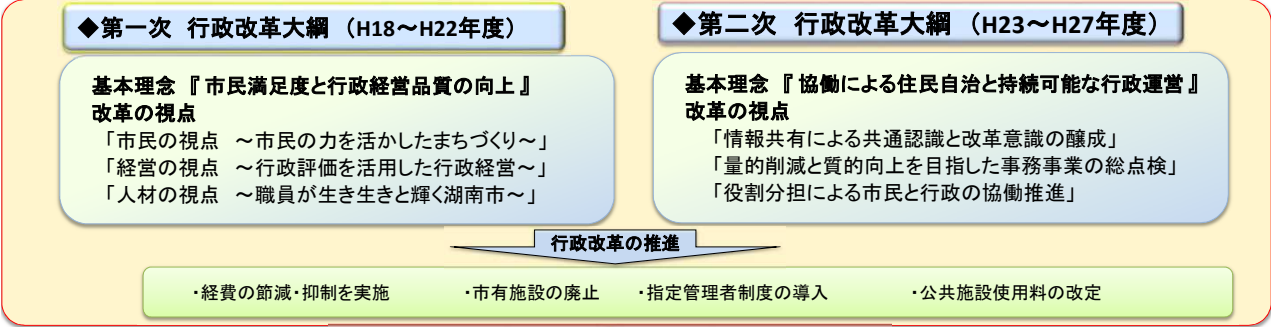 ◆第一次 行政改革大綱 （H18～H22年度）
基本理念 『 市民満足度と行政経営品質の向上 』
改革の視点
「市民の視点 ～市民の力を活かしたまちづくり～」
「経営の視点 ～行政評価を活用した行政経営～」
「人材の視点 ～職員が生き生きと輝く湖南市～」
◆第二次 行政改革大綱 （H23～H27年度）
基本理念 『 協働による住民自治と持続可能な行政運営 』
改革の視点
「情報共有による共通認識と改革意識の醸成」
「量的削減と質的向上を目指した事務事業の総点検」
「役割分担による市民と行政の協働推進」
行政改革の推進
・経費の節減・抑制を実施 ・市有施設の廃止 ・指定管理者制度の導入 ・公共施設使用料の改定